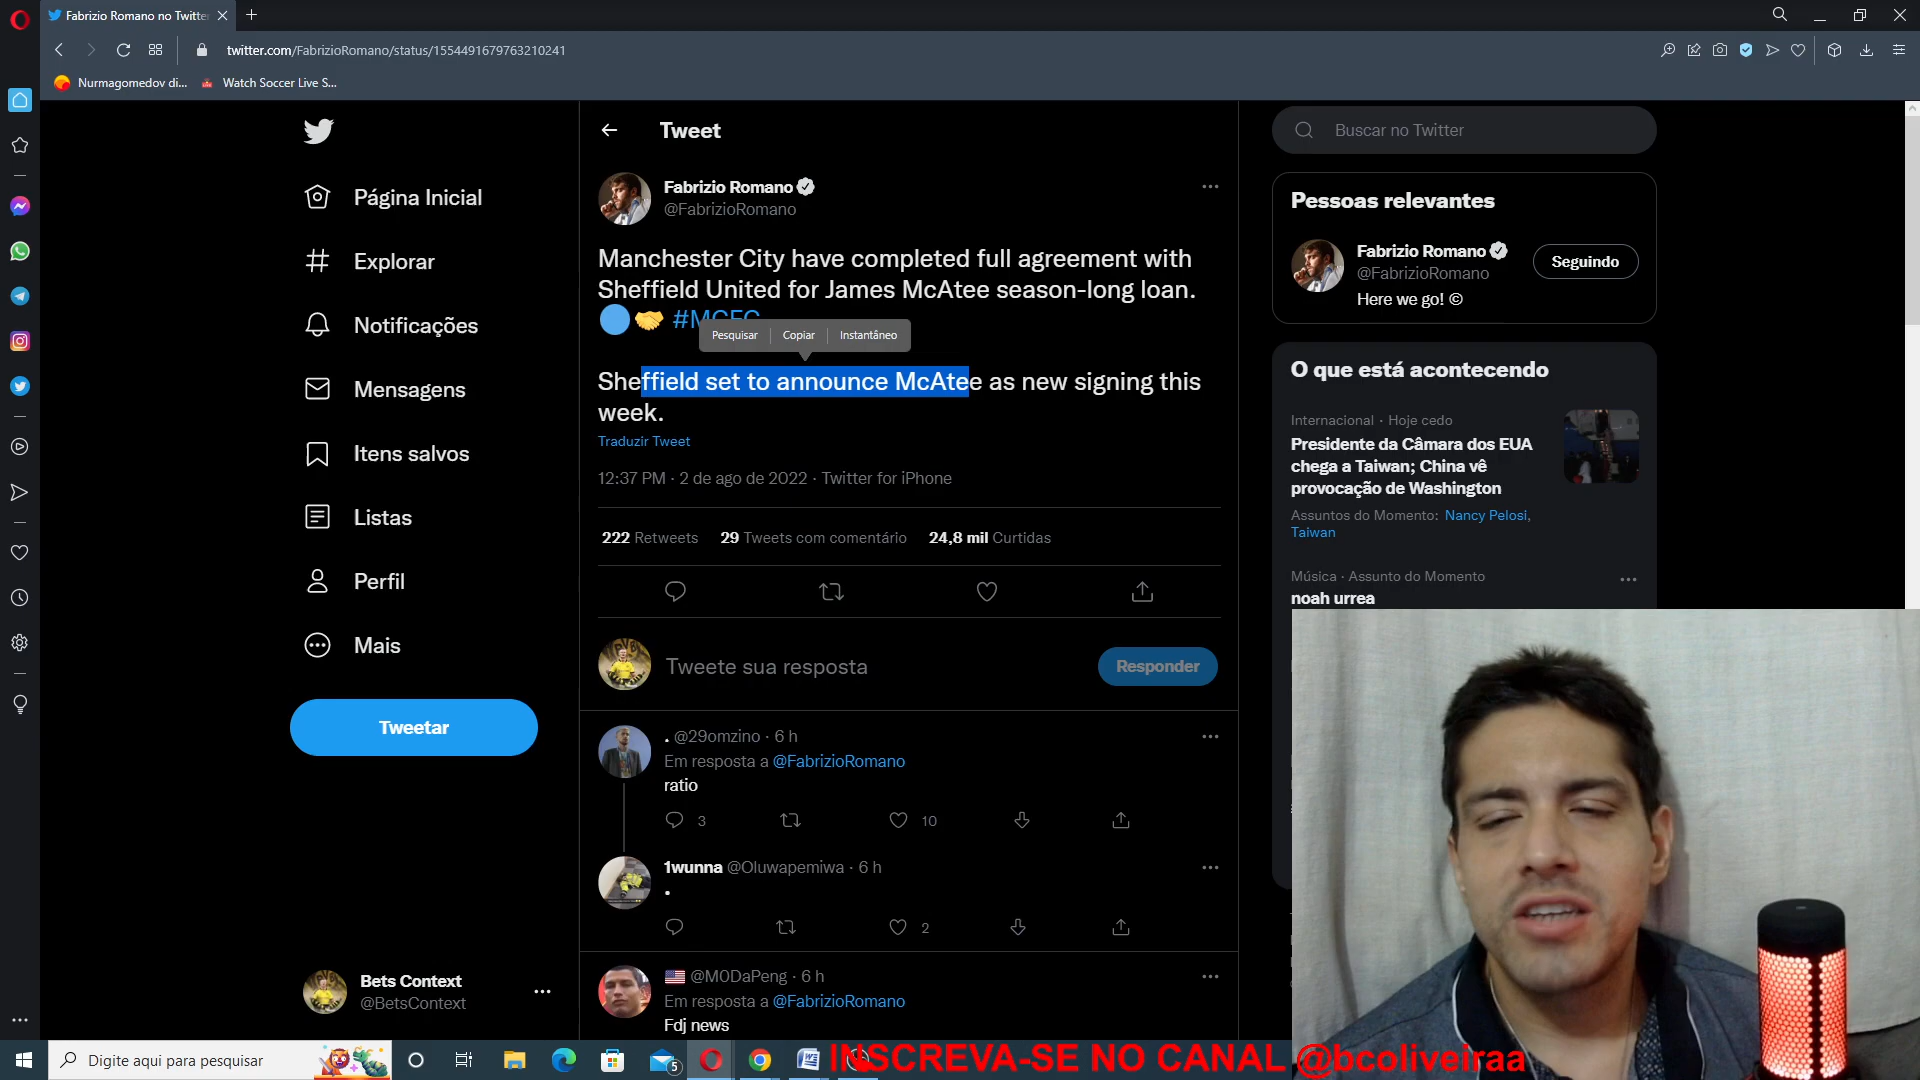 Fabrizio Romano no Twitte
twitter.com/FabrizioRomano/status/1554491679763210241
Nurmagomedov di...
Watch Soccer Live S...
Tweet
Buscar no Twitter
Página Inicial
Explorar
Notificações
Mensagens
Itens salvos
Listas
Perfil
Mais
Tweetar
Bets Context
@BetsContext
Fabrizio Romano
@FabrizioRomano
Manchester City have completed full agreement with
Sheffield United for James McAtee season-long loan.
🔵🤝 #MCFC
Pesquisar Copiar Instantâneo
Sheffield set to announce McAtee as new signing this
week.
Traduzir Tweet
12:37 PM · 2 de ago de 2022 · Twitter for iPhone
222 Retweets 29 Tweets com comentário 24,8 mil Curtidas
Tweete sua resposta
Responder
. @29omzino · 6 h
Em resposta a @FabrizioRomano
ratio
3 10
1wunna @Oluwapemiwa · 6 h
.
2
🇺🇸 @M0DaPeng · 6 h
Em resposta a @FabrizioRomano
Fdj news
Pessoas relevantes
Fabrizio Romano
@FabrizioRomano
Here we go! ©
Seguindo
O que está acontecendo
Internacional · Hoje cedo
Presidente da Câmara dos EUA
chega a Taiwan; China vê
provocação de Washington
Assuntos do Momento: Nancy Pelosi,
Taiwan
Música · Assunto do Momento
noah urrea
Digite aqui para pesquisar
5
INSCREVA-SE NO CANAL @bcoliveiraa